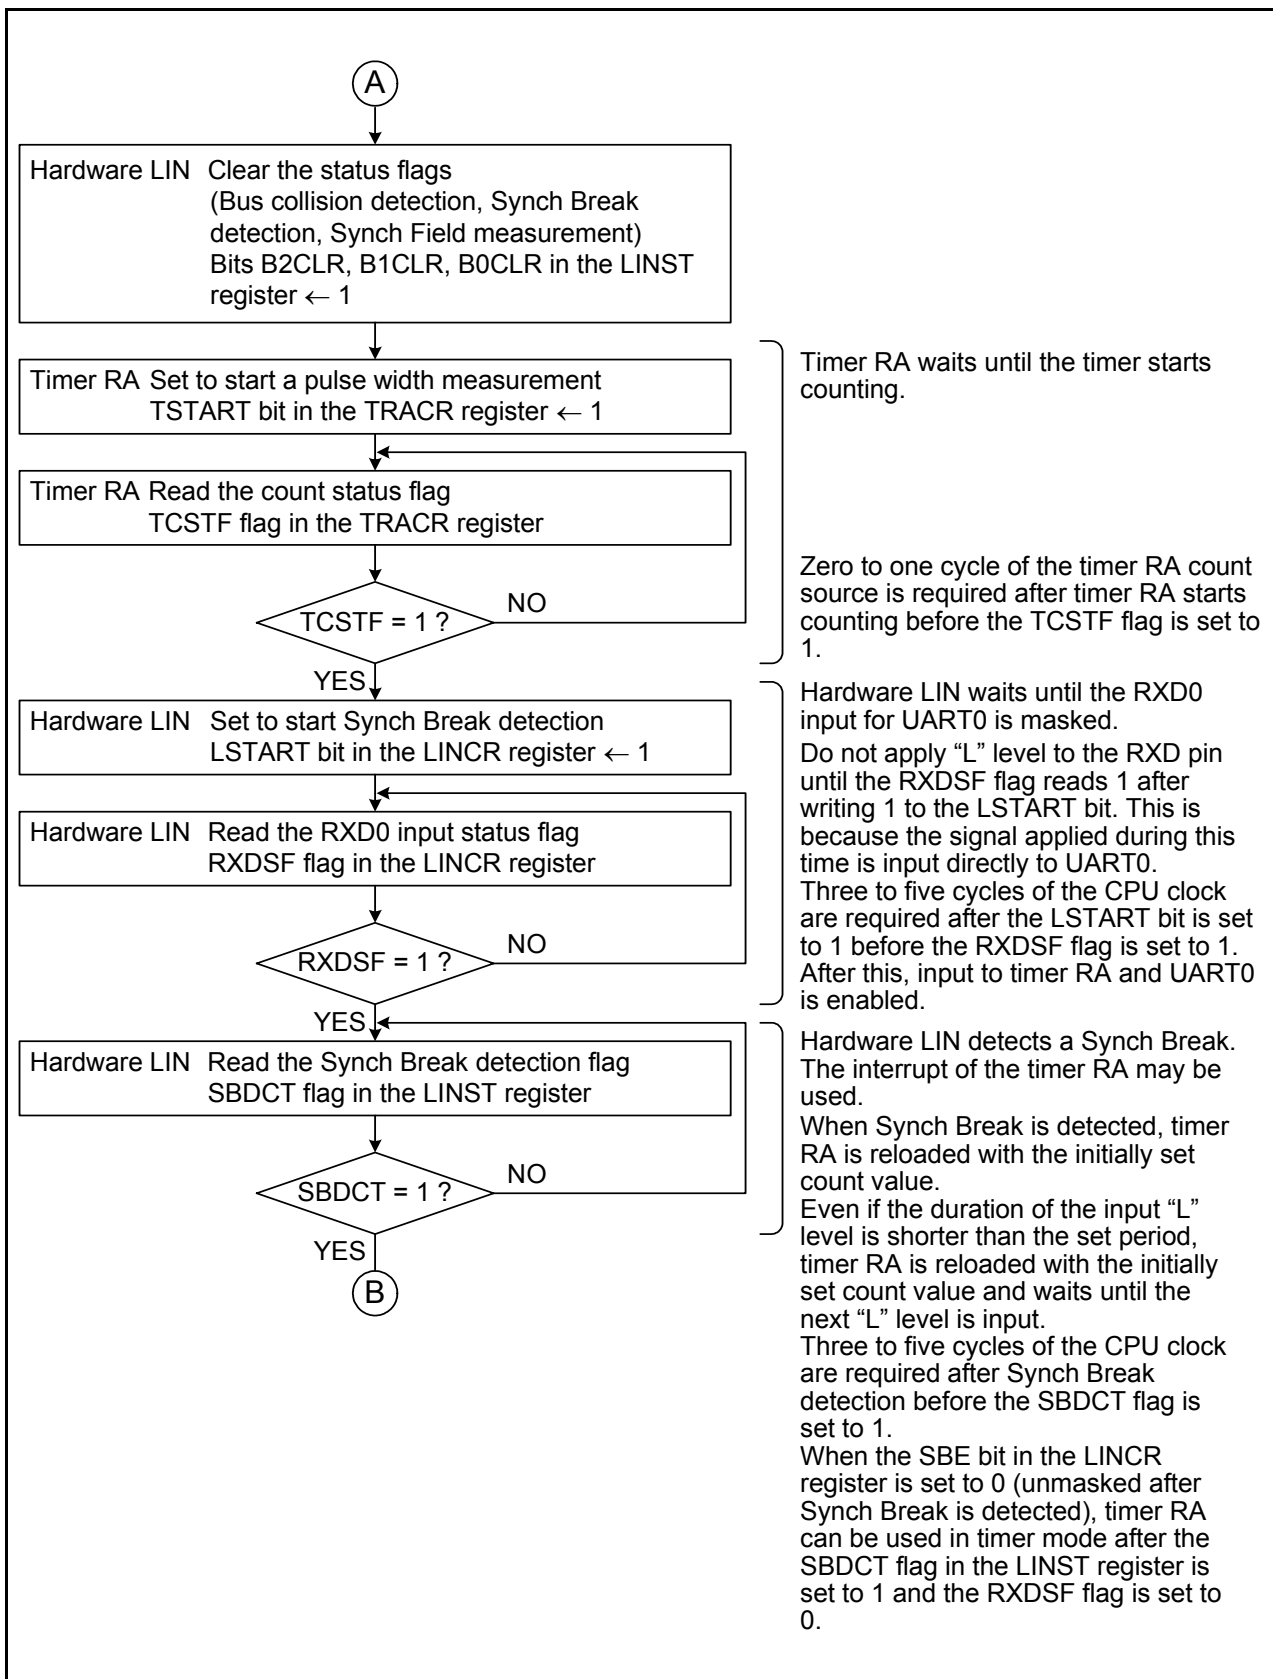 A
Hardware LIN Clear the status flags
(Bus collision detection, Synch Break
detection, Synch Field measurement)
Bits B2CLR, B1CLR, B0CLR in the LINST
register ← 1
Timer RA Set to start a pulse width measurement
TSTART bit in the TRACR register ← 1
Timer RA waits until the timer starts
counting.
Timer RA Read the count status flag
TCSTF flag in the TRACR register
TCSTF = 1 ?
NO
YES
Zero to one cycle of the timer RA count
source is required after timer RA starts
counting before the TCSTF flag is set to
1.
Hardware LIN Set to start Synch Break detection
LSTART bit in the LINCR register ← 1
Hardware LIN Read the RXD0 input status flag
RXDSF flag in the LINCR register
RXDSF = 1 ?
NO
YES
Hardware LIN waits until the RXD0
input for UART0 is masked.
Do not apply “L” level to the RXD pin
until the RXDSF flag reads 1 after
writing 1 to the LSTART bit. This is
because the signal applied during this
time is input directly to UART0.
Three to five cycles of the CPU clock
are required after the LSTART bit is set
to 1 before the RXDSF flag is set to 1.
After this, input to timer RA and UART0
is enabled.
Hardware LIN Read the Synch Break detection flag
SBDCT flag in the LINST register
SBDCT = 1 ?
NO
YES
B
Hardware LIN detects a Synch Break.
The interrupt of the timer RA may be
used.
When Synch Break is detected, timer
RA is reloaded with the initially set
count value.
Even if the duration of the input “L”
level is shorter than the set period,
timer RA is reloaded with the initially
set count value and waits until the
next “L” level is input.
Three to five cycles of the CPU clock
are required after Synch Break
detection before the SBDCT flag is
set to 1.
When the SBE bit in the LINCR
register is set to 0 (unmasked after
Synch Break is detected), timer RA
can be used in timer mode after the
SBDCT flag in the LINST register is
set to 1 and the RXDSF flag is set to
0.